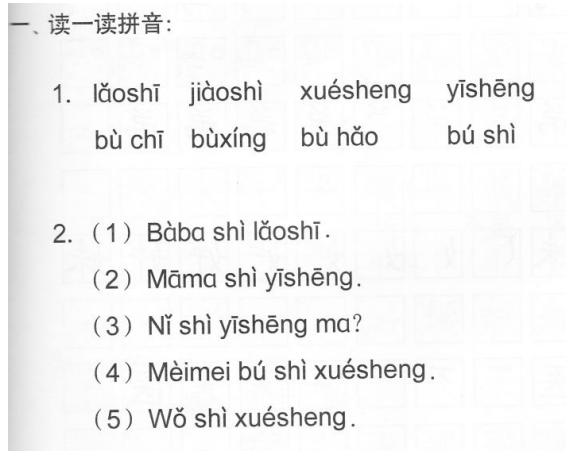 一、读一读拼音：
1. lǎoshī jiàoshì xuésheng yīshēng
bù chī bùxíng bù hǎo bú shì
2.（1）Bàba shì lǎoshī.
（2）Māma shì yīshēng.
（3）Nǐ shì yīshēng ma?
（4）Mèimei bú shì xuésheng.
（5）Wǒ shì xuésheng.